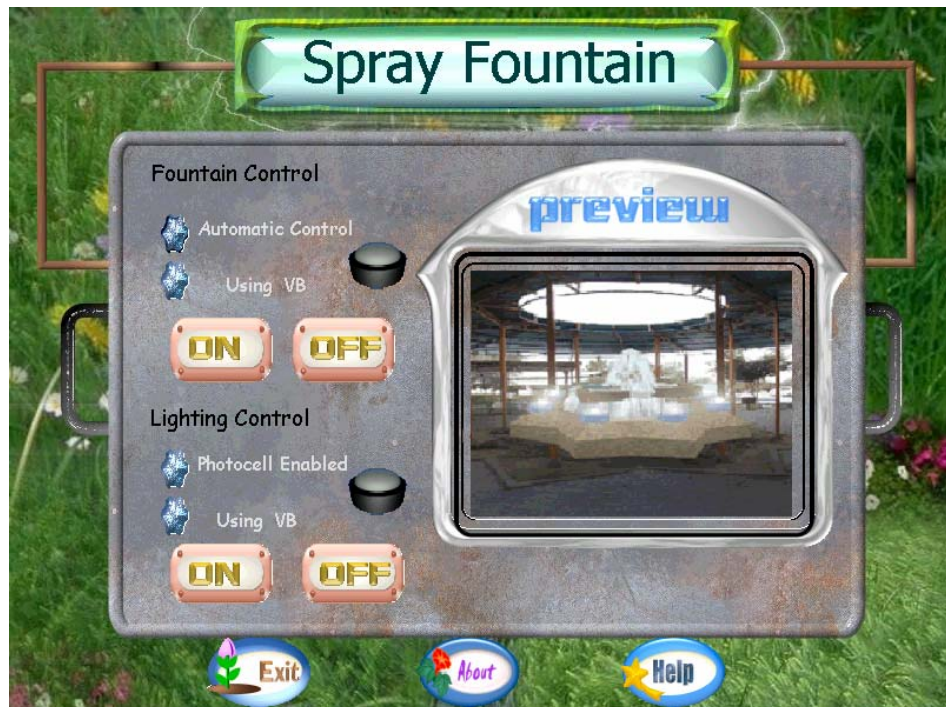 Spray Fountain
Fountain Control
preview
Automatic Control
Using VB
ON OFF
Lighting Control
Photocell Enabled
Using VB
ON OFF
Exit About Help